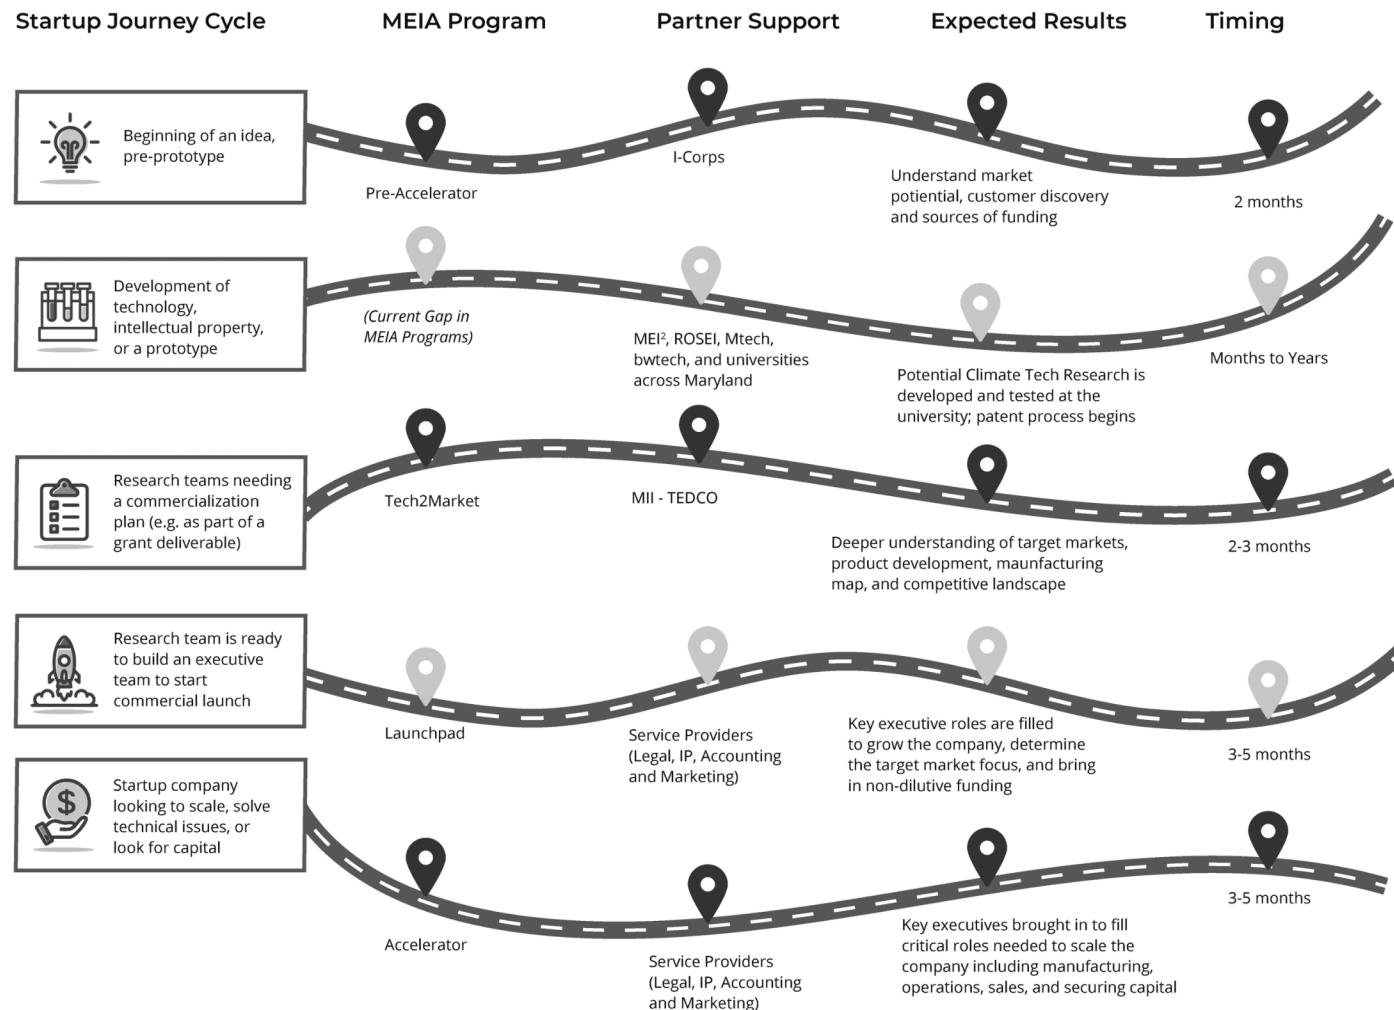 Startup Journey Cycle
MEIA Program
Partner Support
Expected Results
Timing
Beginning of an idea,
pre-prototype
Pre-Accelerator
I-Corps
Understand market
potiential, customer discovery
and sources of funding
2 months
Development of
technology,
intellectual property,
or a prototype
(Current Gap in
MEIA Programs)
MEI², ROSEI, Mtech,
bwtech, and universities
across Maryland
Potential Climate Tech Research is
developed and tested at the
university; patent process begins
Months to Years
Research teams needing
a commercialization
plan (e.g. as part of a
grant deliverable)
Tech2Market
MII - TEDCO
Deeper understanding of target markets,
product development, maunfacturing
map, and competitive landscape
2-3 months
Research team is ready
to build an executive
team to start
commercial launch
Launchpad
Service Providers
(Legal, IP, Accounting
and Marketing)
Key executive roles are filled
to grow the company, determine
the target market focus, and bring
in non-dilutive funding
3-5 months
Startup company
looking to scale, solve
technical issues, or
look for capital
$
Accelerator
Service Providers
(Legal, IP, Accounting
and Marketing)
Key executives brought in to fill
critical roles needed to scale the
company including manufacturing,
operations, sales, and securing capital
3-5 months